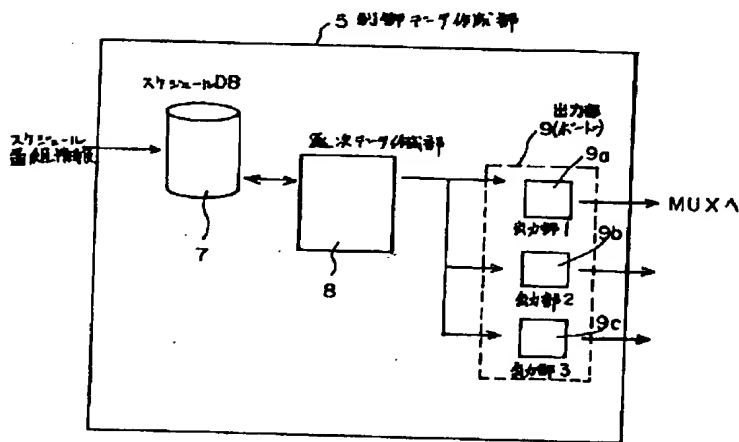 5 制御データ作成部
スケジュールDB
スケジュール
番組情報
7
逐次データ作成部
8
出力部
9(ポート)
9a
出力部1
MUXへ
9b
出力部2
9c
出力部3